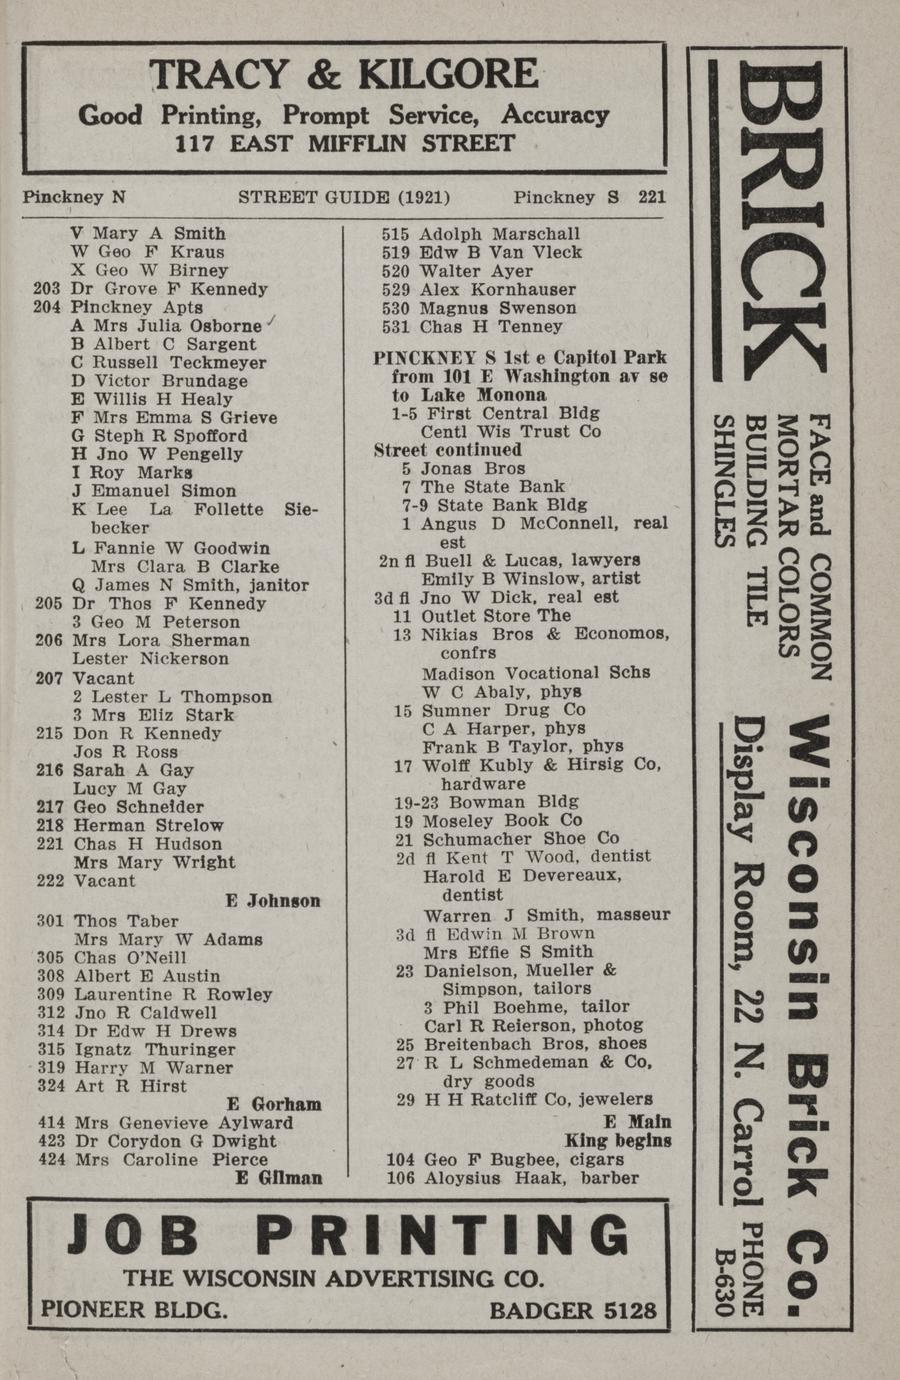 TRACY & KILGORE
Good Printing, Prompt Service, Accuracy
117 EAST MIFFLIN STREET
Pinckney N STREET GUIDE (1921) Pinckney S 221
V Mary A Smith
W Geo F Kraus
X Geo W Birney
203 Dr Grove F Kennedy
204 Pinckney Apts
A Mrs Julia Osborne
B Albert C Sargent
C Russell Teckmeyer
D Victor Brundage
E Willis H Healy
F Mrs Emma S Grieve
G Steph R Spofford
H Jno W Pengelly
I Roy Marks
J Emanuel Simon
K Lee La Follette Sie-
becker
L Fannie W Goodwin
Mrs Clara B Clarke
Q James N Smith, janitor
205 Dr Thos F Kennedy
3 Geo M Peterson
206 Mrs Lora Sherman
Lester Nickerson
207 Vacant
2 Lester L Thompson
3 Mrs Eliz Stark
215 Don R Kennedy
Jos R Ross
216 Sarah A Gay
Lucy M Gay
217 Geo Schneider
218 Herman Strelow
221 Chas H Hudson
Mrs Mary Wright
222 Vacant
E Johnson
301 Thos Taber
Mrs Mary W Adams
305 Chas O'Neill
308 Albert E Austin
309 Laurentine R Rowley
312 Jno R Caldwell
314 Dr Edw H Drews
315 Ignatz Thuringer
319 Harry M Warner
324 Art R Hirst
E Gorham
414 Mrs Genevieve Aylward
423 Dr Corydon G Dwight
424 Mrs Caroline Pierce
E Gilman
515 Adolph Marschall
519 Edw B Van Vleck
520 Walter Ayer
529 Alex Kornhauser
530 Magnus Swenson
531 Chas H Tenney
PINCKNEY S 1st e Capitol Park
from 101 E Washington av se
to Lake Monona
1-5 First Central Bldg
Centl Wis Trust Co
Street continued
5 Jonas Bros
7 The State Bank
7-9 State Bank Bldg
1 Angus D McConnell, real
est
2n fl Buell & Lucas, lawyers
Emily B Winslow, artist
3d fl Jno W Dick, real est
11 Outlet Store The
13 Nikias Bros & Economos,
confrs
Madison Vocational Schs
W C Abaly, phys
15 Sumner Drug Co
C A Harper, phys
Frank B Taylor, phys
17 Wolff Kubly & Hirsig Co,
hardware
19-23 Bowman Bldg
19 Moseley Book Co
21 Schumacher Shoe Co
2d fl Kent T Wood, dentist
Harold E Devereaux,
dentist
Warren J Smith, masseur
3d fl Edwin M Brown
Mrs Effie S Smith
23 Danielson, Mueller &
Simpson, tailors
3 Phil Boehme, tailor
Carl R Reierson, photog
25 Breitenbach Bros, shoes
27 R L Schmedeman & Co,
dry goods
29 H H Ratcliff Co, jewelers
E Main
King begins
104 Geo F Bugbee, cigars
106 Aloysius Haak, barber
JOB PRINTING
THE WISCONSIN ADVERTISING CO.
PIONEER BLDG. BADGER 5128
BRICK
FACE and COMMON
MORTAR COLORS
BUILDING TILE
SHINGLES
Wisconsin Brick Co.
Display Room, 22 N. Carrol
PHONE
B-630